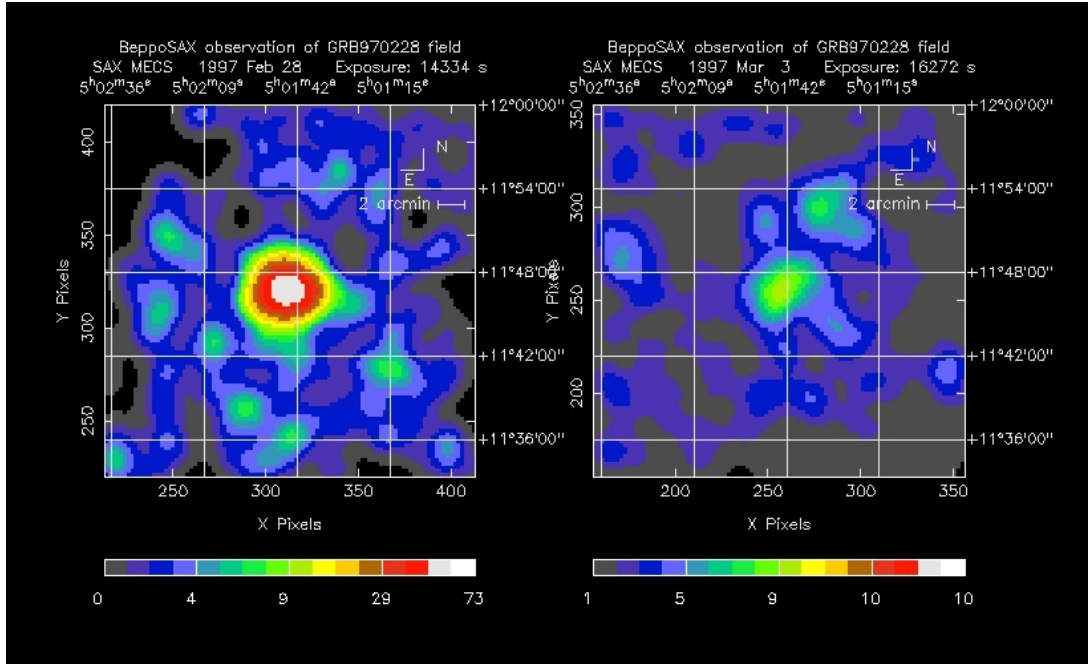 BeppoSAX observation of GRB970228 field
SAX MECS 1997 Feb 28 Exposure: 14334 s
5ʰ02ᵐ36ˢ 5ʰ02ᵐ09ˢ 5ʰ01ᵐ42ˢ 5ʰ01ᵐ15ˢ
+12°00'00"
N
E
+11°54'00"
2 arcmin
+11°48'00"
+11°42'00"
+11°36'00"
400
350
300
250
Y Pixels
250 300 350 400
X Pixels
0 4 9 29 73
BeppoSAX observation of GRB970228 field
SAX MECS 1997 Mar 3 Exposure: 16272 s
5ʰ02ᵐ36ˢ 5ʰ02ᵐ09ˢ 5ʰ01ᵐ42ˢ 5ʰ01ᵐ15ˢ
+12°00'00"
N
E
+11°54'00"
2 arcmin
+11°48'00"
+11°42'00"
+11°36'00"
350
300
250
200
Y Pixels
200 250 300 350
X Pixels
1 5 9 10 10